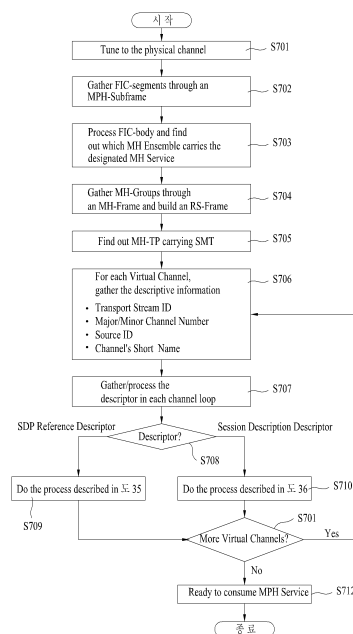 시 작
Tune to the physical channel
S701
Gather FIC-segments through an
MPH-Subframe
S702
Process FIC-body and find
out which MH Ensemble carries the
designated MH Service
S703
Gather MH-Groups through
an MH-Frame and build an RS-Frame
S704
Find out MH-TP carrying SMT
S705
For each Virtual Channel,
gather the descriptive information
• Transport Stream ID
• Major/Minor Channel Number
• Source ID
• Channel's Short Name
S706
Gather/process the
descriptor in each channel loop
S707
SDP Reference Descriptor
Descriptor?
Session Description Descriptor
S708
Do the process described in 도 35
S709
Do the process described in 도 36
S710
S701
More Virtual Channels?
Yes
No
Ready to consume MPH Service
S712
종 료